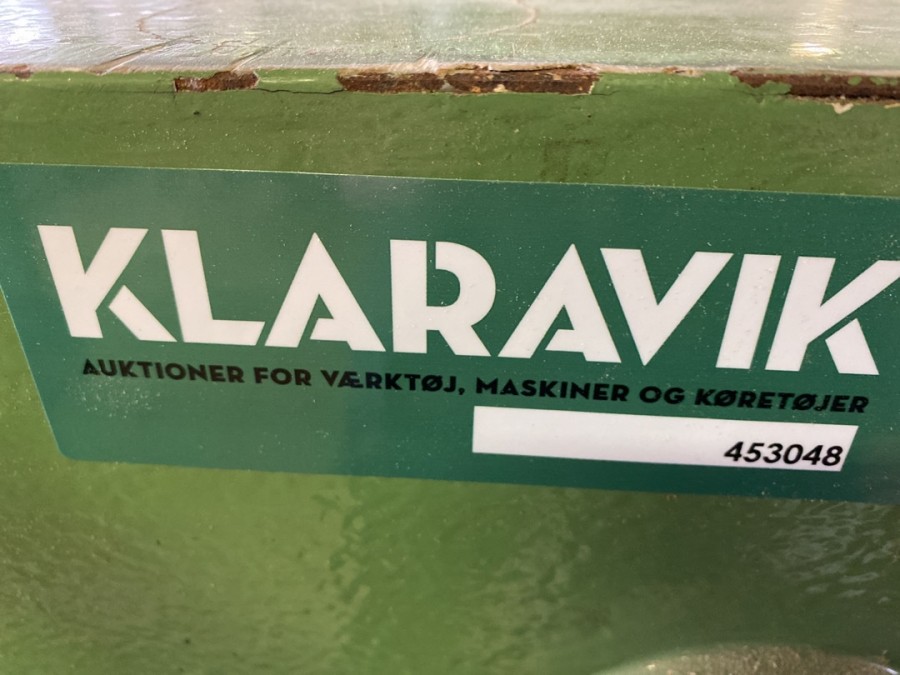 KLARAVIK
AUKTIONER FOR VÆRKTØJ, MASKINER OG KØRETØJER
453048